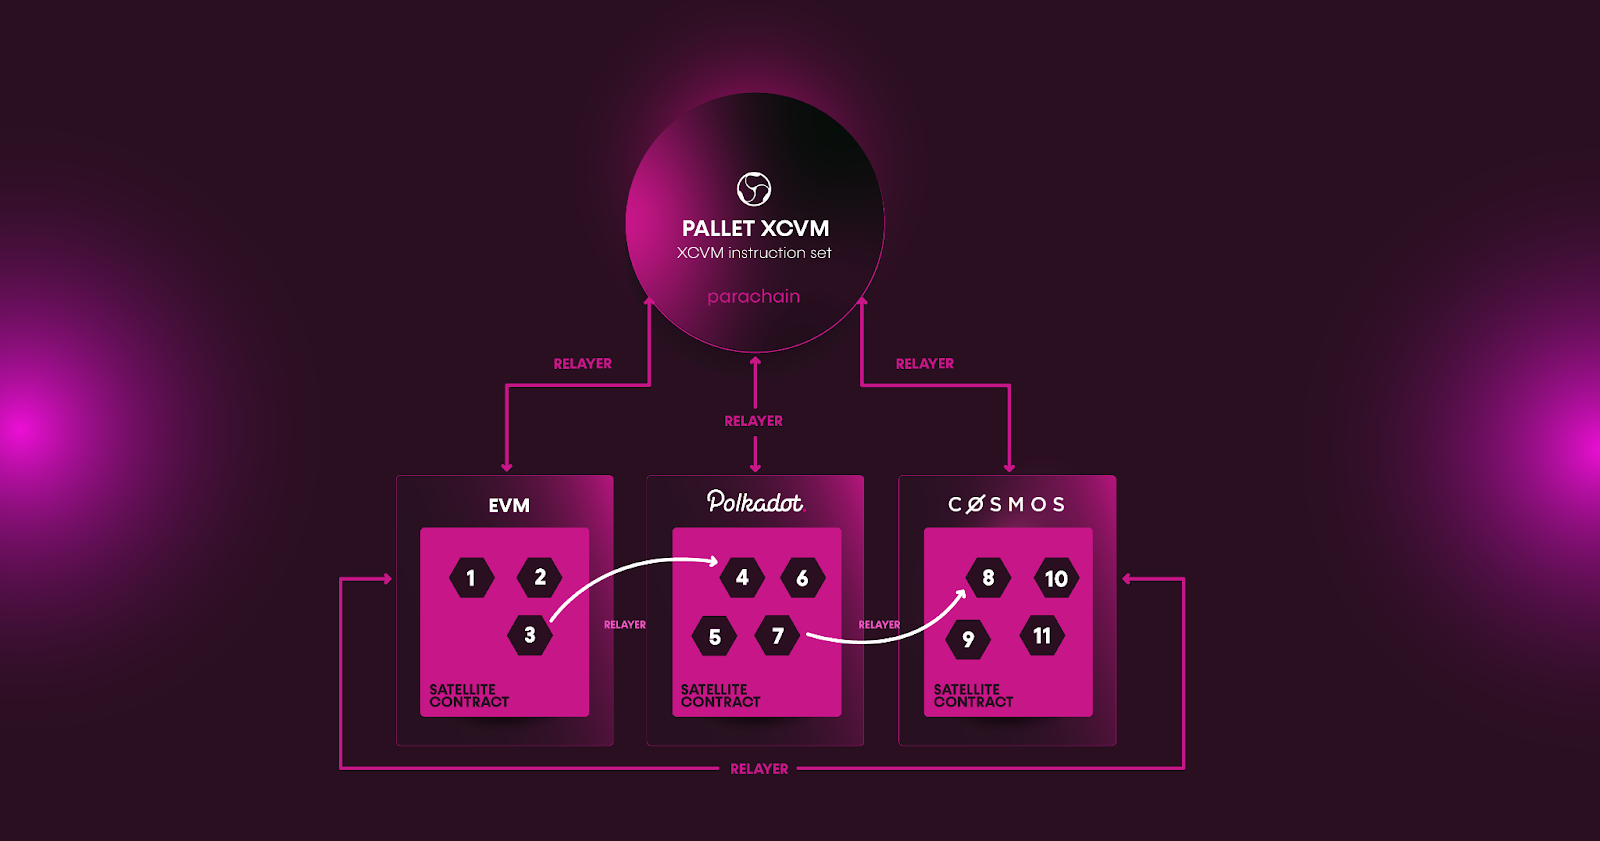 PALLET XCVM
XCVM instruction set
parachain
RELAYER
RELAYER
RELAYER
EVM
Polkadot
CØSMOS
1
2
3
4
6
5
7
8
10
9
11
RELAYER
RELAYER
SATELLITE
CONTRACT
SATELLITE
CONTRACT
SATELLITE
CONTRACT
RELAYER